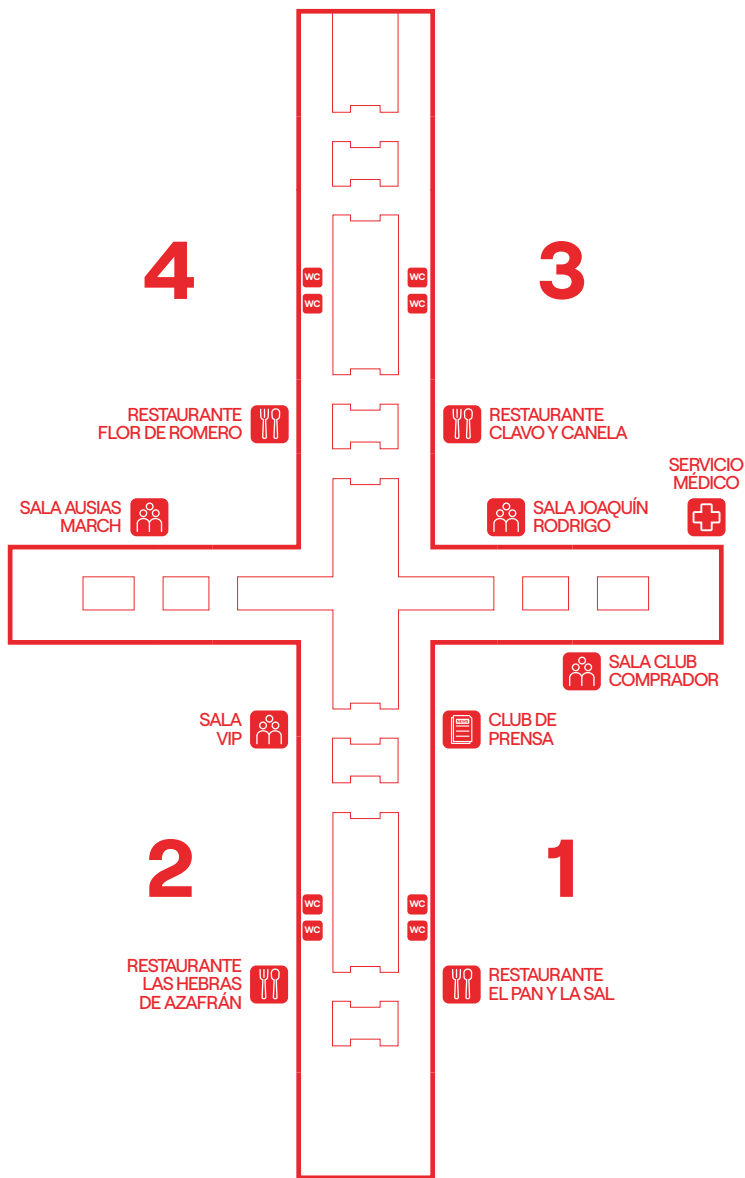 4
3
WC
WC
WC
WC
RESTAURANTE
FLOR DE ROMERO
RESTAURANTE
CLAVO Y CANELA
SERVICIO
MÉDICO
SALA AUSIAS
MARCH
SALA JOAQUÍN
RODRIGO
SALA CLUB
COMPRADOR
SALA
VIP
NEWS
CLUB DE
PRENSA
2
1
WC
WC
WC
WC
RESTAURANTE
LAS HEBRAS
DE AZAFRÁN
RESTAURANTE
EL PAN Y LA SAL